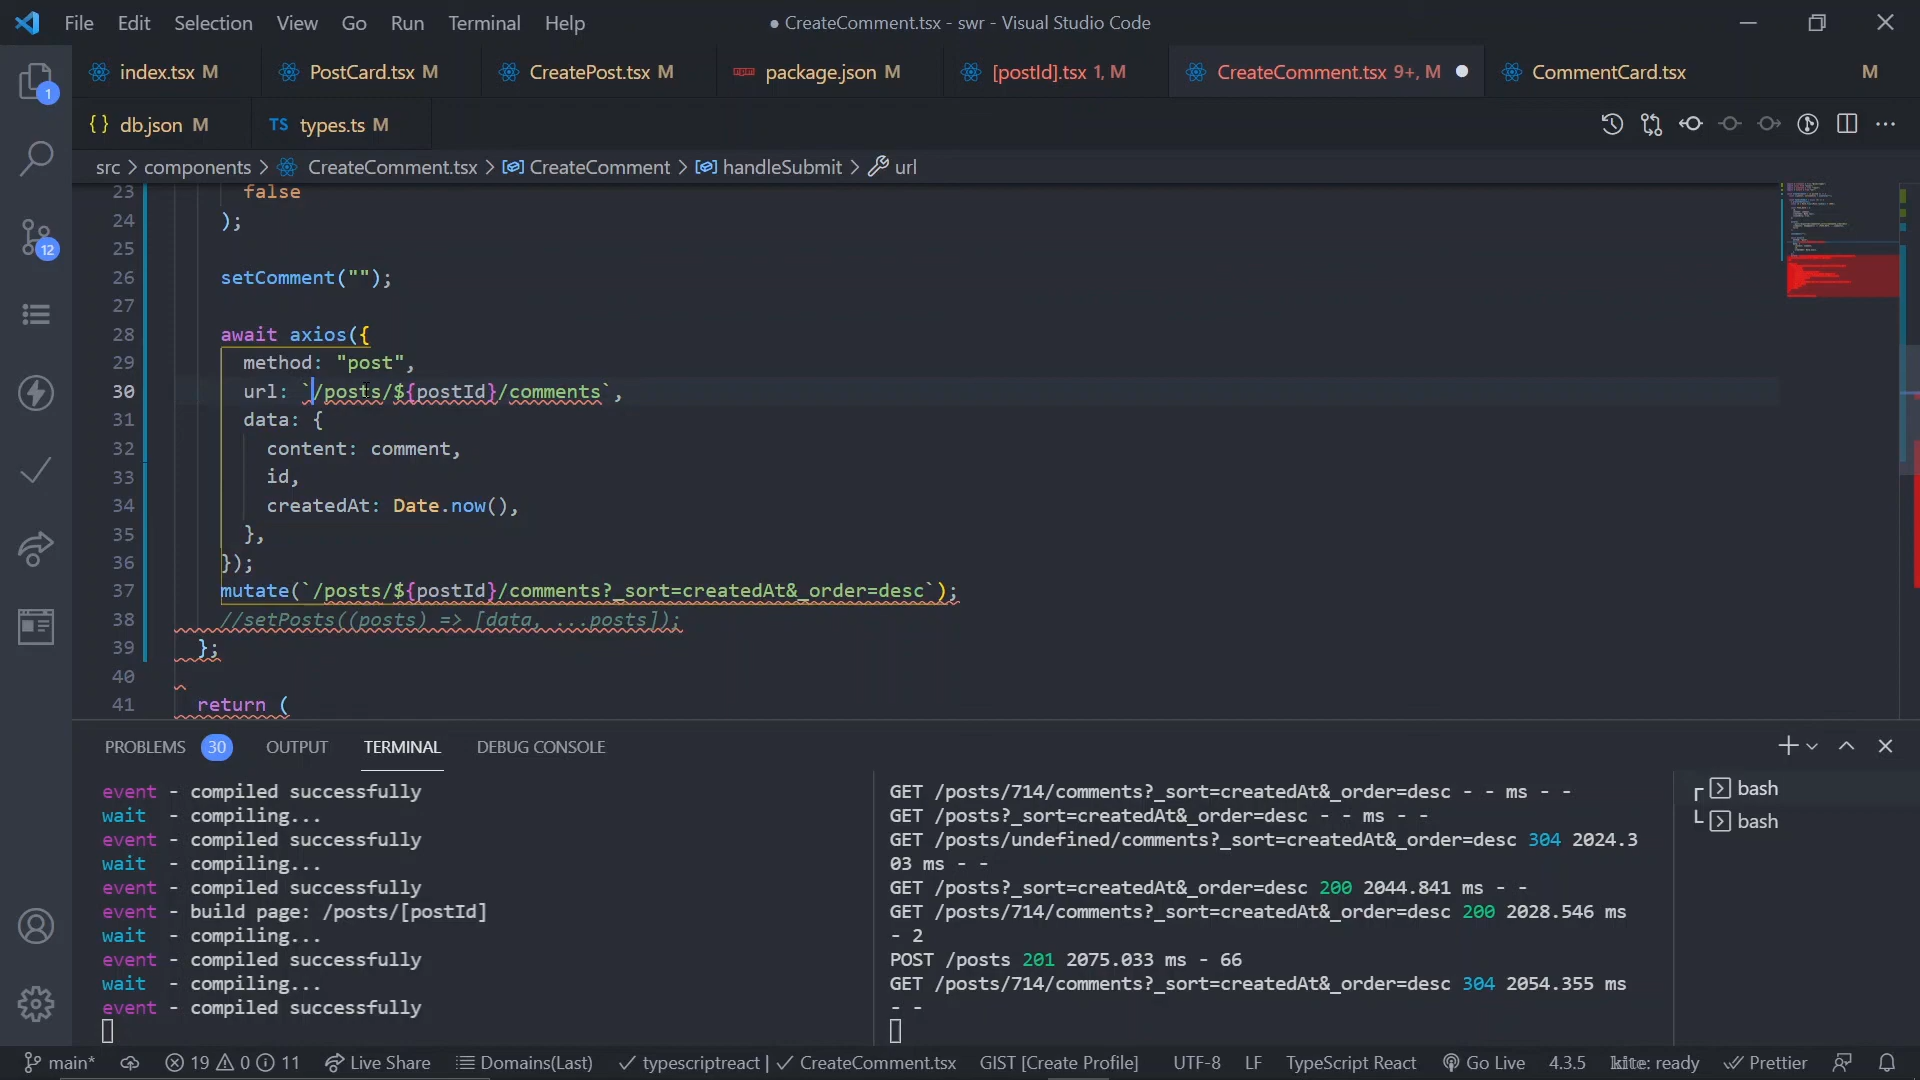 File Edit Selection View Go Run Terminal Help
● CreateComment.tsx - swr - Visual Studio Code
index.tsx M
PostCard.tsx M
CreatePost.tsx M
package.json M
[postId].tsx 1, M
CreateComment.tsx 9+, M
CommentCard.tsx M
{} db.json M
TS types.ts M
src > components > CreateComment.tsx > CreateComment > handleSubmit > url
1
12
23 false
24 );
25
26 setComment("");
27
28 await axios({
29 method: "post",
30 url: `/posts/${postId}/comments`,
31 data: {
32 content: comment,
33 id,
34 createdAt: Date.now(),
35 },
36 });
37 mutate(`/posts/${postId}/comments?_sort=createdAt&_order=desc`);
38 //setPosts((posts) => [data, ...posts]);
39 };
40
41 return (
PROBLEMS 30 OUTPUT TERMINAL DEBUG CONSOLE
event - compiled successfully
wait - compiling...
event - compiled successfully
wait - compiling...
event - compiled successfully
event - build page: /posts/[postId]
wait - compiling...
event - compiled successfully
wait - compiling...
event - compiled successfully
GET /posts/714/comments?_sort=createdAt&_order=desc - - ms - -
GET /posts?_sort=createdAt&_order=desc - - ms - -
GET /posts/undefined/comments?_sort=createdAt&_order=desc 304 2024.3
03 ms - -
GET /posts?_sort=createdAt&_order=desc 200 2044.841 ms - -
GET /posts/714/comments?_sort=createdAt&_order=desc 200 2028.546 ms
- 2
POST /posts 201 2075.033 ms - 66
GET /posts/714/comments?_sort=createdAt&_order=desc 304 2054.355 ms
- -
bash
bash
main* 19 0 11 Live Share Domains(Last) typescriptreact | CreateComment.tsx GIST [Create Profile] UTF-8 LF TypeScript React Go Live 4.3.5 kite: ready Prettier